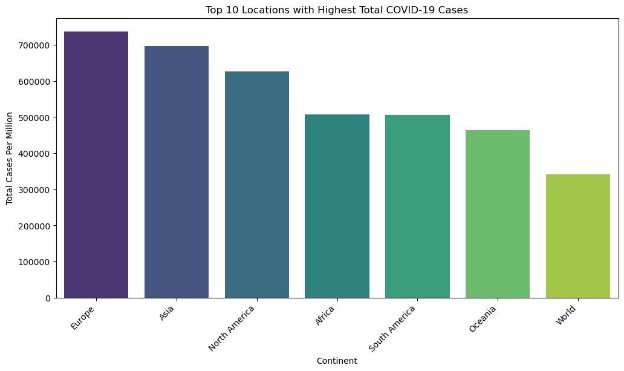 Top 10 Locations with Highest Total COVID-19 Cases
Total Cases Per Million
700000
600000
500000
400000
300000
200000
100000
0
Europe
Asia
North America
Africa
South America
Oceania
World
Continent